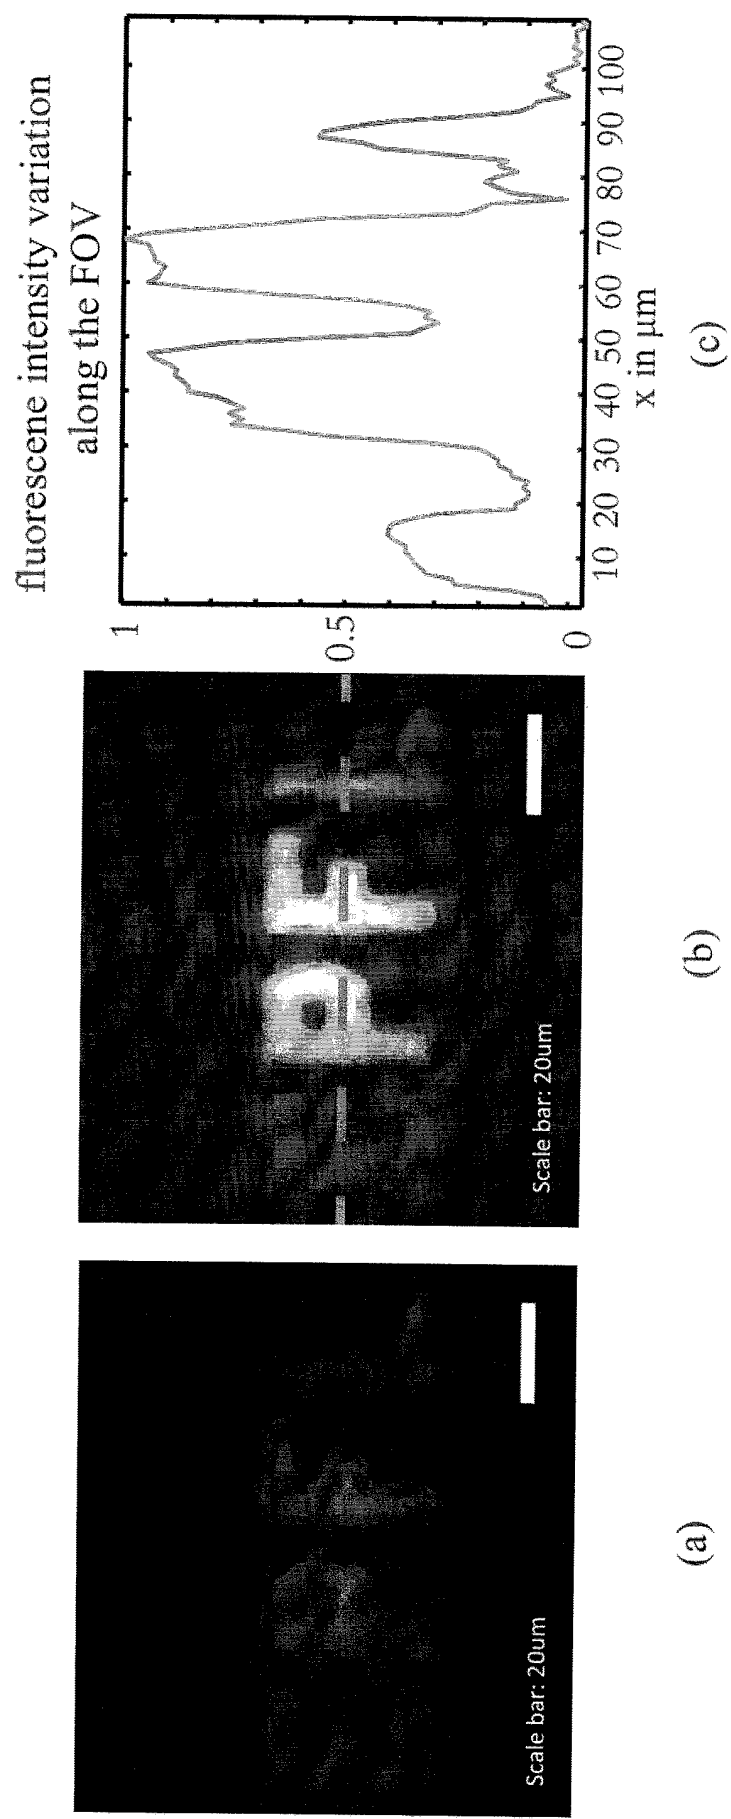 Scale bar: 20um
(a)
PFI
Scale bar: 20um
(b)
fluorescene intensity variation
along the FOV
1
0.5
0
10 20 30 40 50 60 70 80 90 100
x in µm
(c)